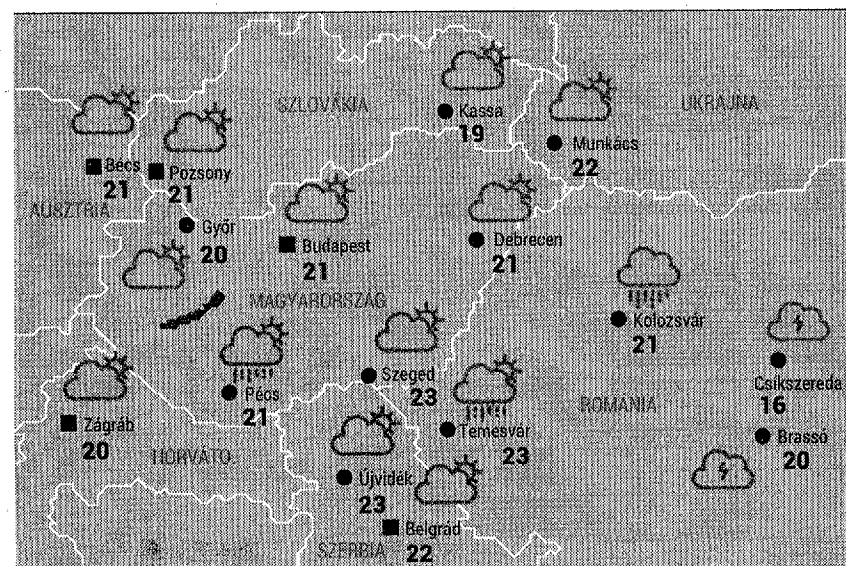 SZLOVÁKIA
Kassa
19
UKRAJNA
Munkács
22
Bécs
21
Pozsony
21
AUSZTRIA
Győr
20
Budapest
21
Debrecen
21
MAGYARORSZÁG
Kolozsvár
21
Szeged
23
Csíkszereda
16
Pécs
21
ROMÁNIA
Zágráb
20
Temesvár
23
Brassó
20
HORVÁTO.
Újvidék
23
Belgrád
22
SZERBIA